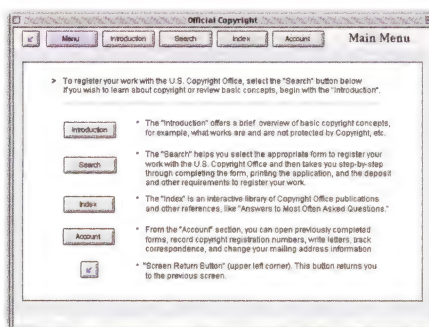 Official Copyright
Menu Introduction Search Index Account Main Menu
> To register your work with the U.S. Copyright Office, select the "Search" button below
If you wish to learn about copyright or review basic concepts, begin with the "Introduction".
Introduction
* The "Introduction" offers a brief overview of basic copyright concepts,
for example, what works are and are not protected by Copyright, etc.
Search
* The "Search" helps you select the appropriate form to register your
work with the U.S. Copyright Office and then takes you step-by-step
through completing the form, printing the application, and the deposit
and other requirements to register your work.
Index
* The "Index" is an interactive library of Copyright Office publications
and other references, like "Answers to Most Often Asked Questions."
Account
* From the "Account" section, you can open previously completed
forms, record copyright registration numbers, write letters, track
correspondence, and change your mailing address information
* "Screen Return Button" (upper left corner). This button returns you
to the previous screen.